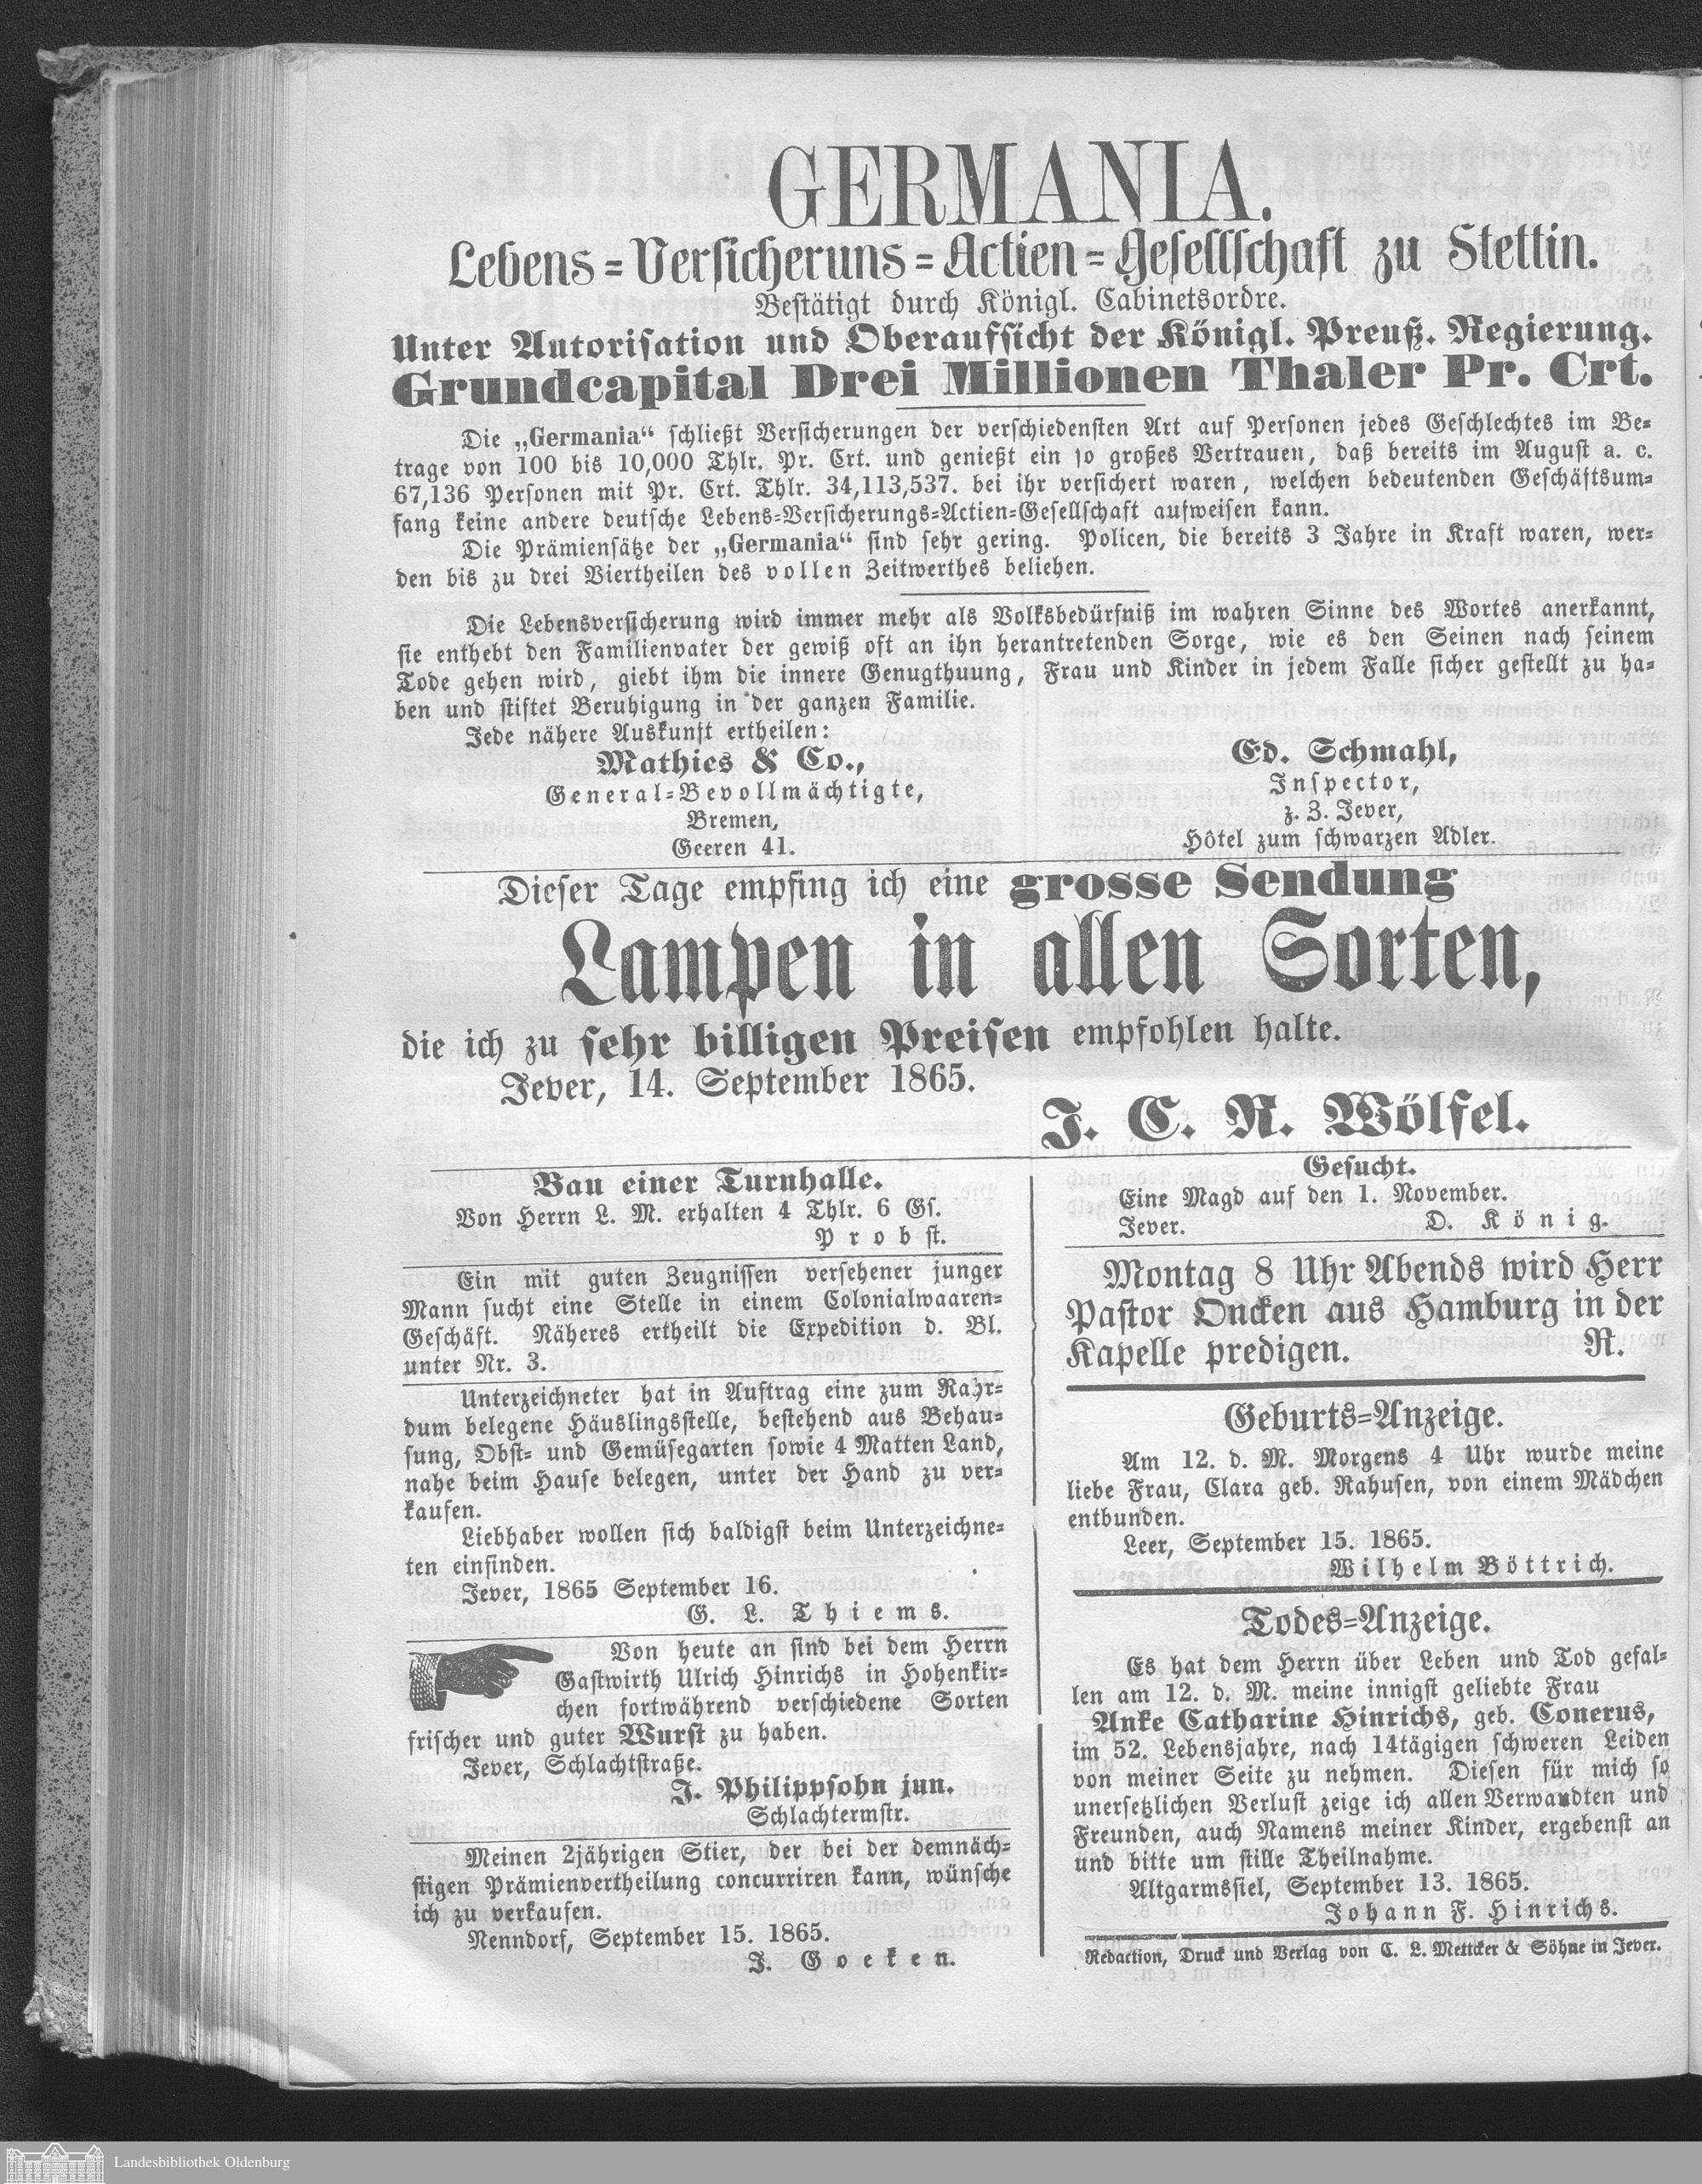 GERMANIA.
Lebens=Versicheruns=Actien=Gesellschaft zu Stettin.
Bestätigt durch Königl. Cabinetsordre.
Unter Autorisation und Oberaufsicht der Königl. Preuß. Regierung.
Grundcapital Drei Millionen Thaler Pr. Crt.
Die „Germania“ schließt Versicherungen der verschiedensten Art auf Personen jedes Geschlechtes im Be=
trage von 100 bis 10,000 Thlr. Pr. Crt. und genießt ein so großes Vertrauen, daß bereits im August a. c.
67,136 Personen mit Pr. Crt. Thlr. 34,113,537. bei ihr versichert waren, welchen bedeutenden Geschäftsum=
fang keine andere deutsche Lebens=Versicherungs=Actien=Gesellschaft aufweisen kann.
Die Prämiensätze der „Germania“ sind sehr gering. Policen, die bereits 3 Jahre in Kraft waren, wer=
den bis zu drei Viertheilen des vollen Zeitwerthes beliehen.
Die Lebensversicherung wird immer mehr als Volksbedürfniß im wahren Sinne des Wortes anerkannt,
sie enthebt den Familienvater der gewiß oft an ihn herantretenden Sorge, wie es den Seinen nach seinem
Tode gehen wird, giebt ihm die innere Genugthuung, Frau und Kinder in jedem Falle sicher gestellt zu ha=
ben und stiftet Beruhigung in der ganzen Familie.
Jede nähere Auskunft ertheilen:
Mathies & Co.,
General=Bevollmächtigte,
Bremen,
Geeren 41.
Ed. Schmahl,
Inspector,
z. Z. Jever,
Hôtel zum schwarzen Adler.
Dieser Tage empfing ich eine grosse Sendung
Lampen in allen Sorten,
die ich zu sehr billigen Preisen empfohlen halte.
Jever, 14. September 1865.
J. C. R. Wölfel.
Bau einer Turnhalle.
Von Herrn L. M. erhalten 4 Thlr. 6 Gs.
Probst.
Ein mit guten Zeugnissen versehener junger
Mann sucht eine Stelle in einem Colonialwaaren=
Geschäft. Näheres ertheilt die Expedition d. Bl.
unter Nr. 3.
Unterzeichneter hat in Auftrag eine zum Rahr=
dum belegene Häuslingsstelle, bestehend aus Behau=
sung, Obst= und Gemüsegarten sowie 4 Matten Land,
nahe beim Hause belegen, unter der Hand zu ver=
kaufen.
Liebhaber wollen sich baldigst beim Unterzeichne=
ten einfinden.
Jever, 1865 September 16.
G. L. Thiems.
Von heute an sind bei dem Herrn
Gastwirth Ulrich Hinrichs in Hohenkir=
chen fortwährend verschiedene Sorten
frischer und guter Wurst zu haben.
Jever, Schlachtstraße.
J. Philippsohn jun.
Schlachtermstr.
Meinen 2jährigen Stier, der bei der demnäch=
stigen Prämienvertheilung concurriren kann, wünsche
ich zu verkaufen.
Nenndorf, September 15. 1865.
J. Goeken.
Gesucht.
Eine Magd auf den 1. November.
Jever. D. König.
Montag 8 Uhr Abends wird Herr
Pastor Oncken aus Hamburg in der
Kapelle predigen. R.
Geburts=Anzeige.
Am 12. d. M. Morgens 4 Uhr wurde meine
liebe Frau, Clara geb. Rahusen, von einem Mädchen
entbunden.
Leer, September 15. 1865.
Wilhelm Böttrich.
Todes=Anzeige.
Es hat dem Herrn über Leben und Tod gefal=
len am 12. d. M. meine innigst geliebte Frau
Anke Catharine Hinrichs, geb. Conerus,
im 52. Lebensjahre, nach 14tägigen schweren Leiden
von meiner Seite zu nehmen. Diesen für mich so
unersetzlichen Verlust zeige ich allen Verwandten und
Freunden, auch Namens meiner Kinder, ergebenst an
und bitte um stille Theilnahme.
Altgarmssiel, September 13. 1865.
Johann F. Hinrichs.
Redaction, Druck und Verlag von C. L. Mettcker & Söhne in Jever.
Landesbibliothek Oldenburg